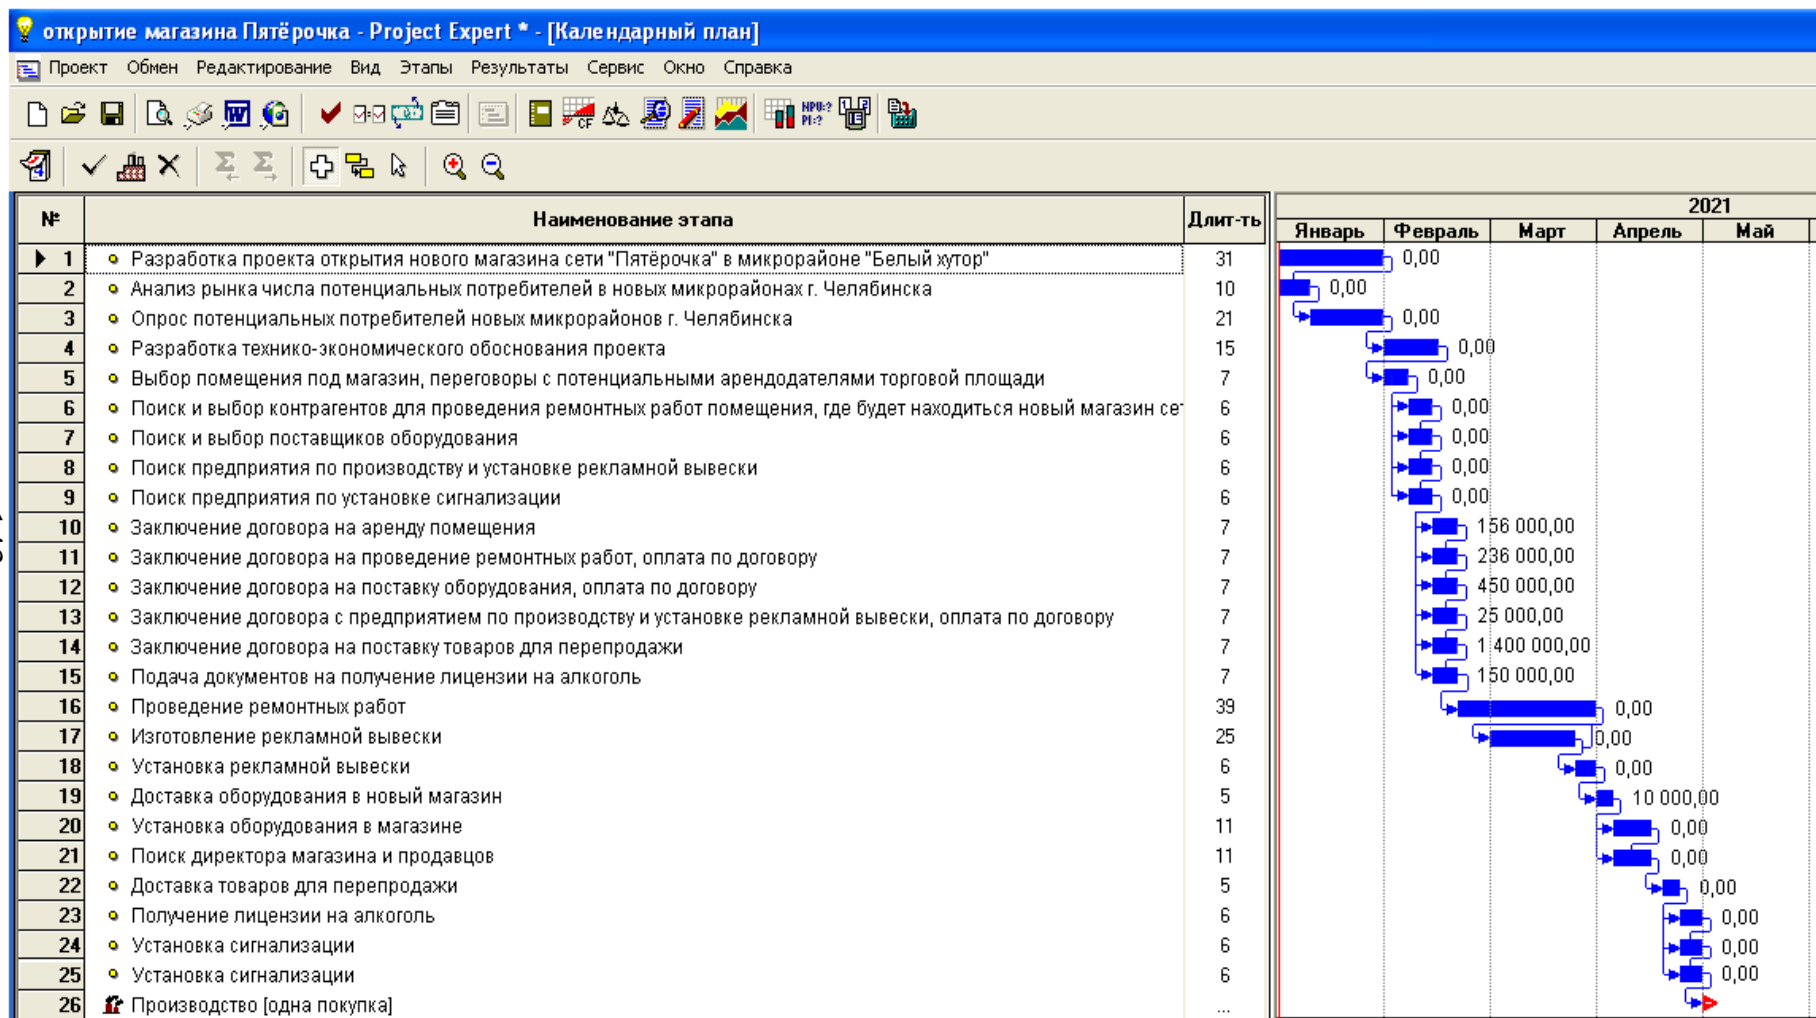 открытие магазина Пятёрочка - Project Expert * - [Календарный план]
Проект Обмен Редактирование Вид Этапы Результаты Сервис Окно Справка
CF NPV:? PI:? 1 2
4 Σ Σ
№ Наименование этапа Длит-ть 2021
Январь Февраль Март Апрель Май
1 Разработка проекта открытия нового магазина сети "Пятёрочка" в микрорайоне "Белый хутор" 31 0,00
2 Анализ рынка числа потенциальных потребителей в новых микрорайонах г. Челябинска 10 0,00
3 Опрос потенциальных потребителей новых микрорайонов г. Челябинска 21 0,00
4 Разработка технико-экономического обоснования проекта 15 0,00
5 Выбор помещения под магазин, переговоры с потенциальными арендодателями торговой площади 7 0,00
6 Поиск и выбор контрагентов для проведения ремонтных работ помещения, где будет находиться новый магазин сет 6 0,00
7 Поиск и выбор поставщиков оборудования 6 0,00
8 Поиск предприятия по производству и установке рекламной вывески 6 0,00
9 Поиск предприятия по установке сигнализации 6 0,00
10 Заключение договора на аренду помещения 7 156 000,00
11 Заключение договора на проведение ремонтных работ, оплата по договору 7 236 000,00
12 Заключение договора на поставку оборудования, оплата по договору 7 450 000,00
13 Заключение договора с предприятием по производству и установке рекламной вывески, оплата по договору 7 25 000,00
14 Заключение договора на поставку товаров для перепродажи 7 1 400 000,00
15 Подача документов на получение лицензии на алкоголь 7 150 000,00
16 Проведение ремонтных работ 39 0,00
17 Изготовление рекламной вывески 25 0,00
18 Установка рекламной вывески 6 0,00
19 Доставка оборудования в новый магазин 5 10 000,00
20 Установка оборудования в магазине 11 0,00
21 Поиск директора магазина и продавцов 11 0,00
22 Доставка товаров для перепродажи 5 0,00
23 Получение лицензии на алкоголь 6 0,00
24 Установка сигнализации 6 0,00
25 Установка сигнализации 6 0,00
26 Производство [одна покупка] ...